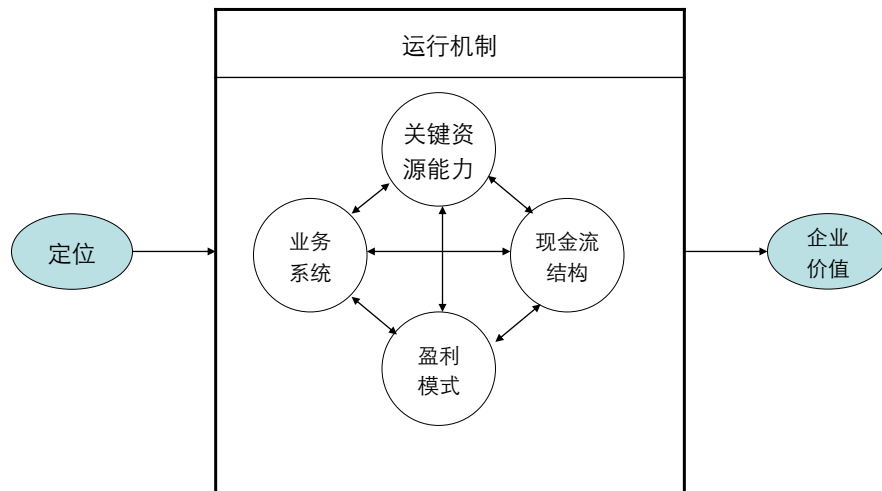 运行机制
关键资
源能力
业务
系统
现金流
结构
盈利
模式
定位
企业
价值